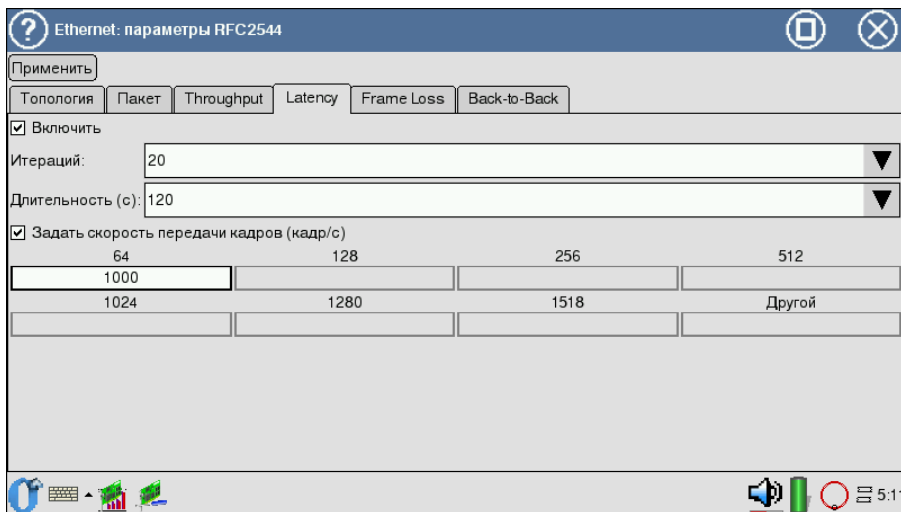 Ethernet: параметры RFC2544
Применить
Топология Пакет Throughput Latency Frame Loss Back-to-Back
Включить
Итераций: 20
Длительность (с): 120
Задать скорость передачи кадров (кадр/с)
64 128 256 512
1000
1024 1280 1518 Другой